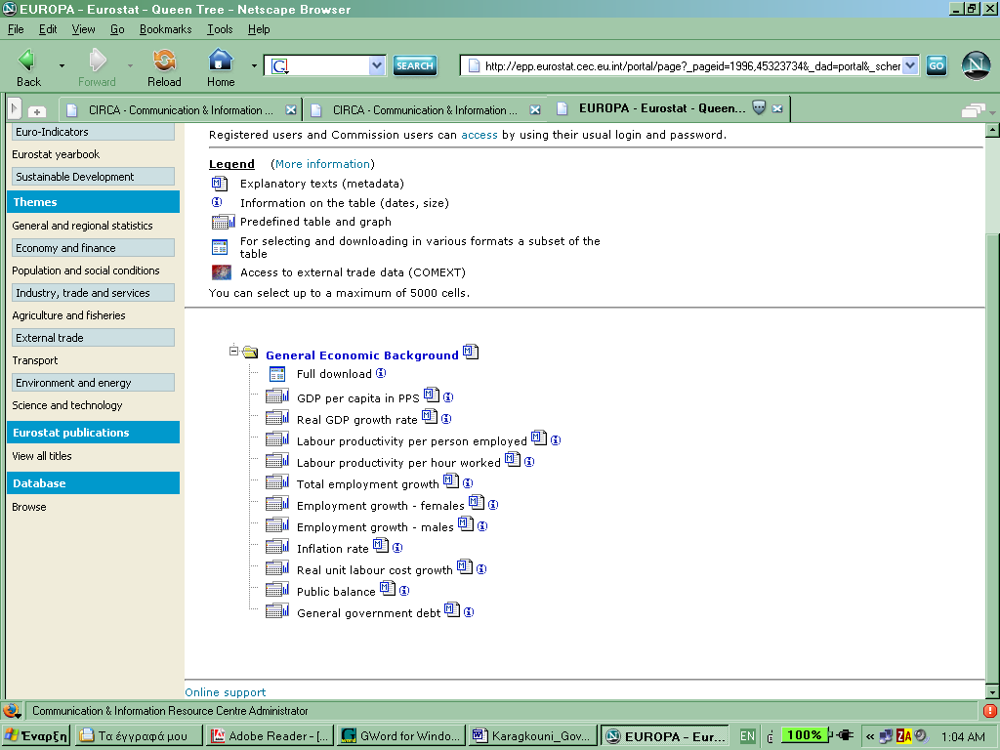 EUROPA - Eurostat - Queen Tree - Netscape Browser
File Edit View Go Bookmarks Tools Help
Back Forward Reload Home SEARCH http://epp.eurostat.cec.eu.int/portal/page?_pageid=1996,45323734&_dad=portal&_scher GO
CIRCA - Communication & Information ... CIRCA - Communication & Information ... EUROPA - Eurostat - Queen...
Euro-Indicators
Eurostat yearbook
Sustainable Development
Themes
General and regional statistics
Economy and finance
Population and social conditions
Industry, trade and services
Agriculture and fisheries
External trade
Transport
Environment and energy
Science and technology
Eurostat publications
View all titles
Database
Browse
Registered users and Commission users can access by using their usual login and password.
Legend (More information)
Explanatory texts (metadata)
Information on the table (dates, size)
Predefined table and graph
For selecting and downloading in various formats a subset of the
table
Access to external trade data (COMEXT)
You can select up to a maximum of 5000 cells.
General Economic Background
Full download
GDP per capita in PPS
Real GDP growth rate
Labour productivity per person employed
Labour productivity per hour worked
Total employment growth
Employment growth - females
Employment growth - males
Inflation rate
Real unit labour cost growth
Public balance
General government debt
Online support
Communication & Information Resource Centre Administrator
Έναρξη Τα έγγραφά μου Adobe Reader - [... GWord for Windo... Karagkouni_Gov... EUROPA - Eur... EN 100% « 1:04 AM